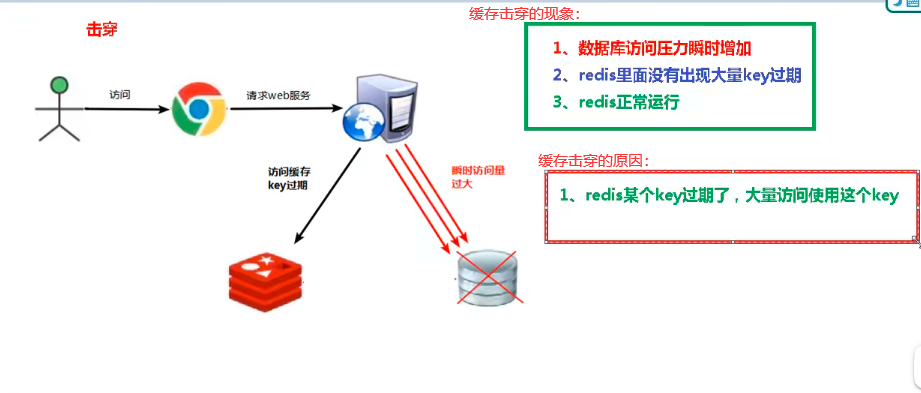 缓存击穿的现象：
击穿
1、数据库访问压力瞬时增加
2、redis里面没有出现大量key过期
3、redis正常运行
访问
请求web服务
缓存击穿的原因：
访问缓存
key过期
瞬时访问量
过大
1、redis某个key过期了，大量访问使用这个key